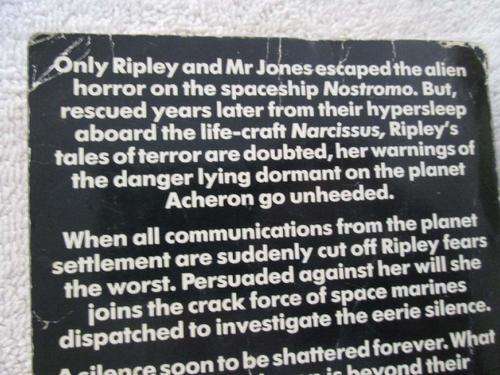 Only Ripley and Mr Jones escaped the alien
horror on the spaceship Nostromo. But,
rescued years later from their hypersleep
aboard the life-craft Narcissus, Ripley's
tales of terror are doubted, her warnings of
the danger lying dormant on the planet
Acheron go unheeded.
When all communications from the planet
settlement are suddenly cut off Ripley fears
the worst. Persuaded against her will she
joins the crack force of space marines
dispatched to investigate the eerie silence.
A silence soon to be shattered forever. What
is beyond their